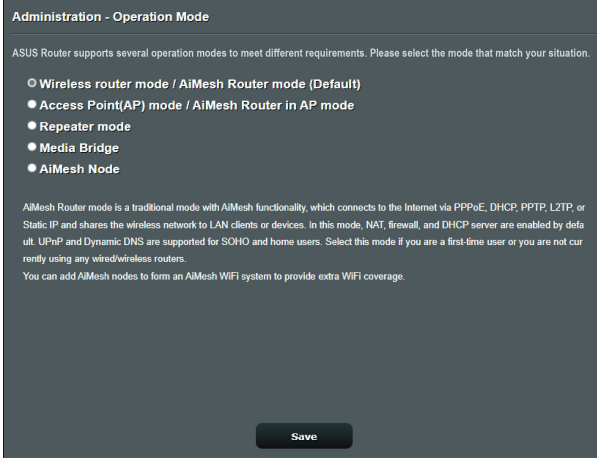 Administration - Operation Mode
ASUS Router supports several operation modes to meet different requirements. Please select the mode that match your situation.
Wireless router mode / AiMesh Router mode (Default)
Access Point(AP) mode / AiMesh Router in AP mode
Repeater mode
Media Bridge
AiMesh Node
AiMesh Router mode is a traditional mode with AiMesh functionality, which connects to the Internet via PPPoE, DHCP, PPTP, L2TP, or
Static IP and shares the wireless network to LAN clients or devices. In this mode, NAT, firewall, and DHCP server are enabled by defa
ult. UPnP and Dynamic DNS are supported for SOHO and home users. Select this mode if you are a first-time user or you are not cur
rently using any wired/wireless routers.
You can add AiMesh nodes to form an AiMesh WiFi system to provide extra WiFi coverage.
Save